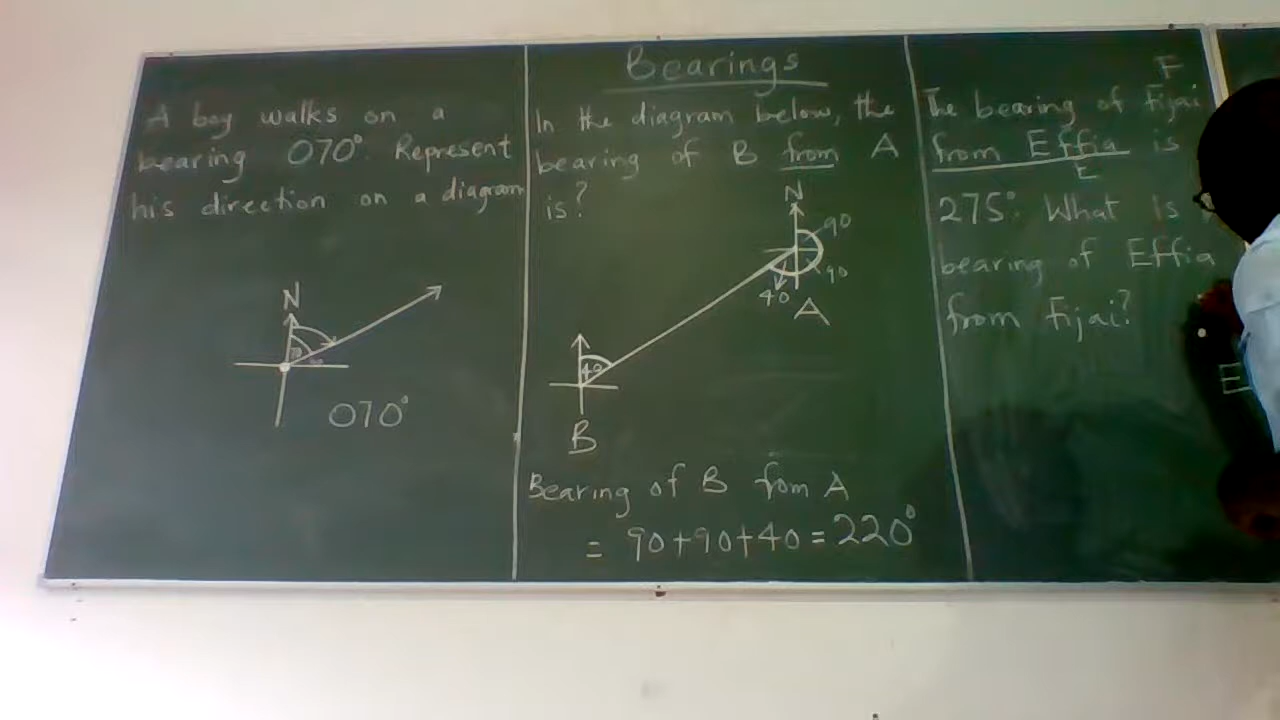 Bearings
A boy walks on a
bearing 070°. Represent
his direction on a diagram
N
070°
In the diagram below, the
bearing of B from A
is?
N
90
90
40
A
40
B
Bearing of B from A
= 90+90+40 = 220°
F
The bearing of Fijai
from Effia is
E
275°. What is
bearing of Effia
from Fijai?
E